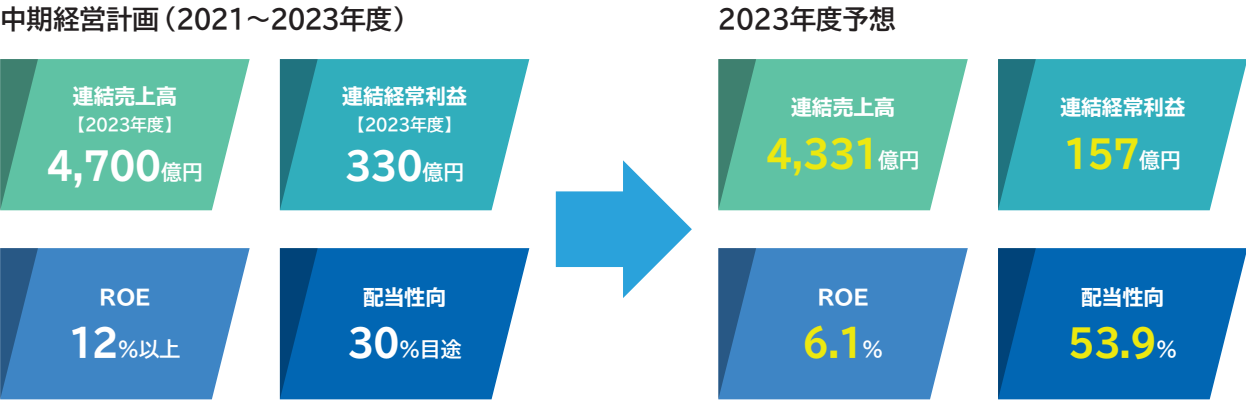 中期経営計画（2021～2023年度）
連結売上高
【2023年度】
4,700億円
連結経常利益
【2023年度】
330億円
ROE
12%以上
配当性向
30%目途
2023年度予想
連結売上高
4,331億円
連結経常利益
157億円
ROE
6.1%
配当性向
53.9%